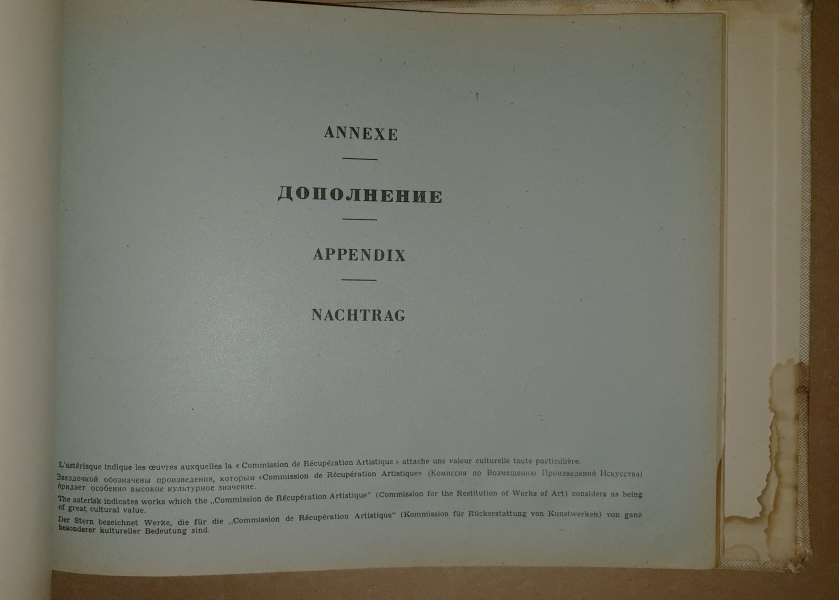 ANNEXE
ДОПОЛНЕНИЕ
APPENDIX
NACHTRAG
L'astérisque indique les œuvres auxquelles la « Commission de Récupération Artistique » attache une valeur culturelle toute particulière.
Звездочкой обозначены произведения, которым «Commission de Récupération Artistique» (Комиссия по Возмещению Произведений Искусства)
придает особенно высокое культурное значение.
The asterisk indicates works which the „Commission de Récupération Artistique" (Commission for the Restitution of Works of Art) considers as being
of great cultural value.
Der Stern bezeichnet Werke, die für die „Commission de Récupération Artistique" (Kommission für Rückerstattung von Kunstwerken) von ganz
besonderer kultureller Bedeutung sind.